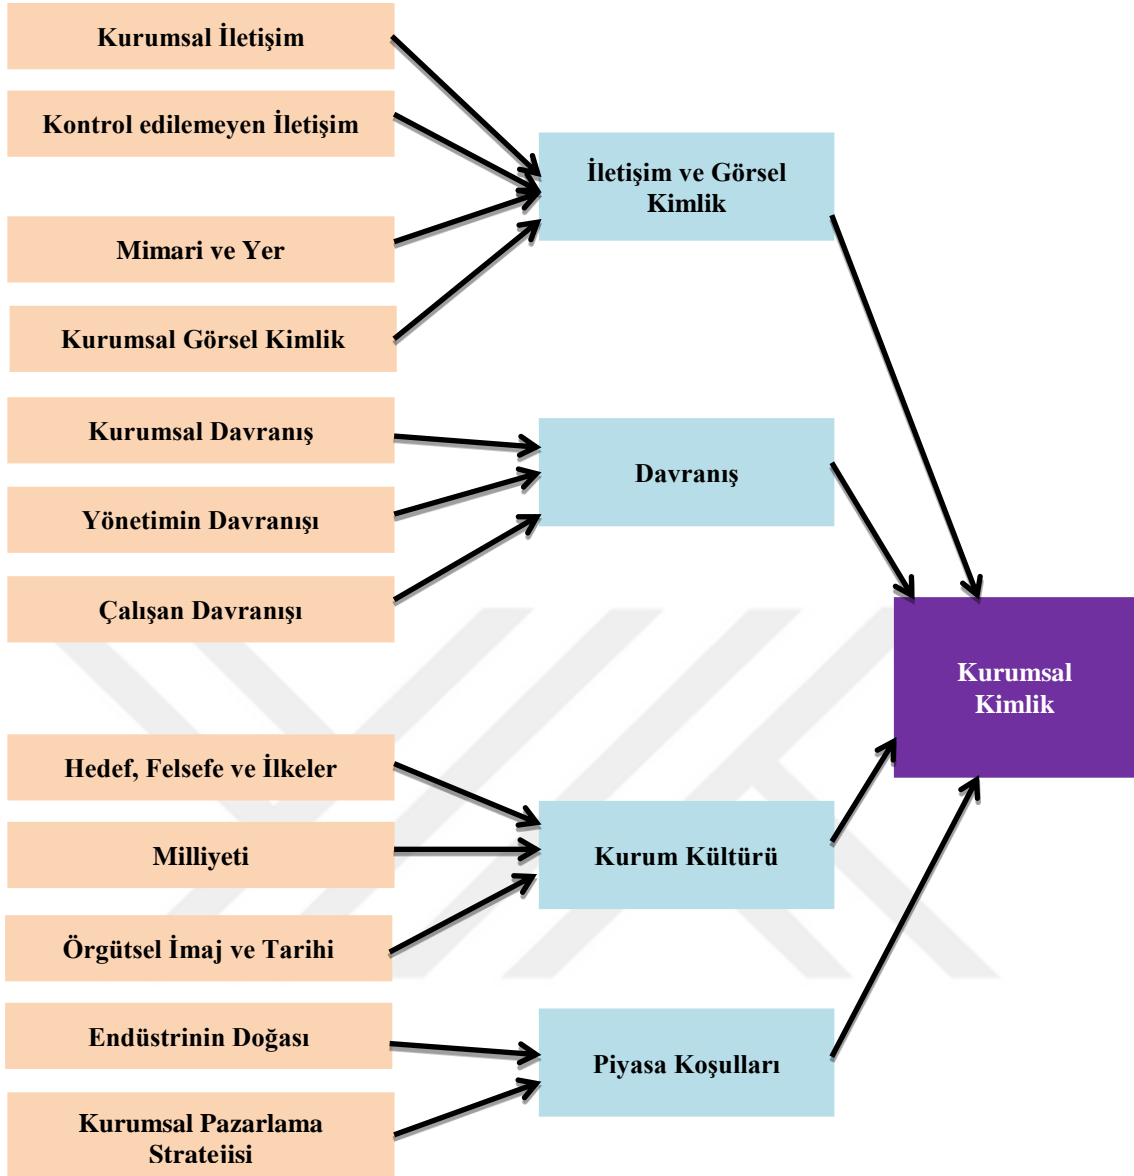 Kurumsal İletişim
Kontrol edilemeyen İletişim
Mimari ve Yer
Kurumsal Görsel Kimlik
Kurumsal Davranış
Yönetimin Davranışı
Çalışan Davranışı
Hedef, Felsefe ve İlkeler
Milliyeti
Örgütsel İmaj ve Tarihi
Endüstrinin Doğası
Kurumsal Pazarlama
Stratejisi
İletişim ve Görsel
Kimlik
Davranış
Kurum Kültürü
Piyasa Koşulları
Kurumsal
Kimlik